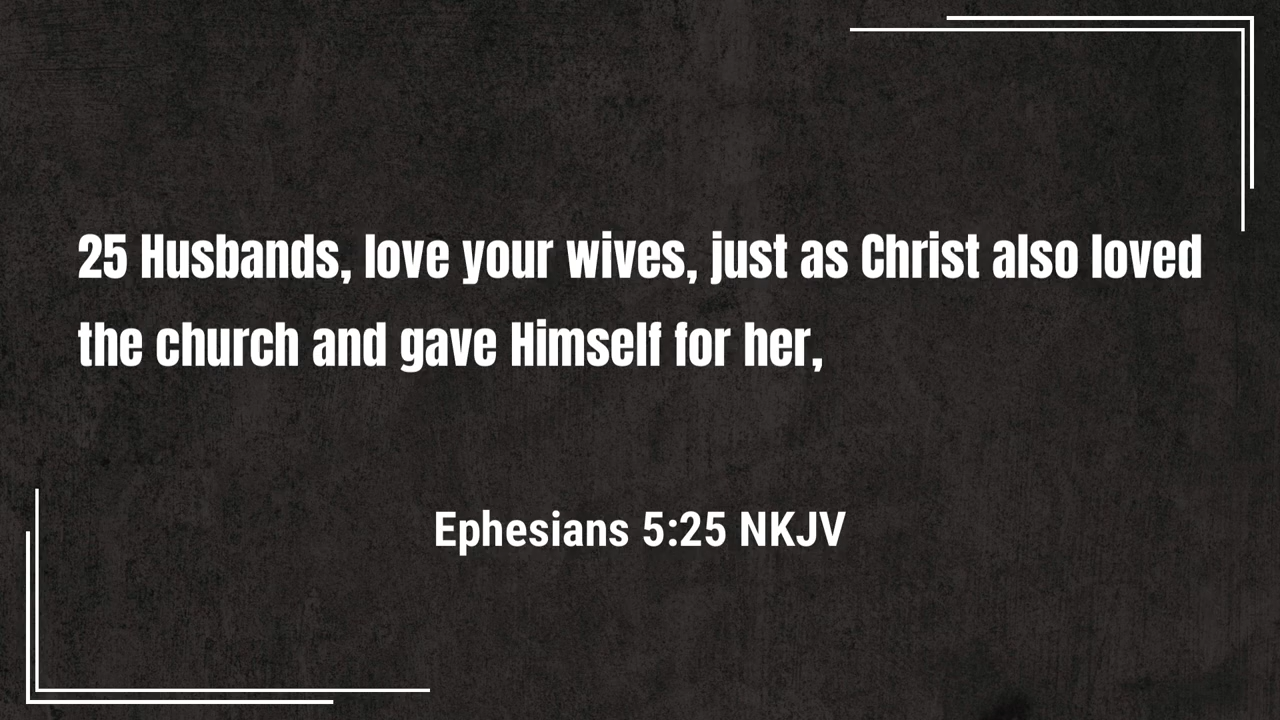 25 Husbands, love your wives, just as Christ also loved
the church and gave Himself for her,
Ephesians 5:25 NKJV